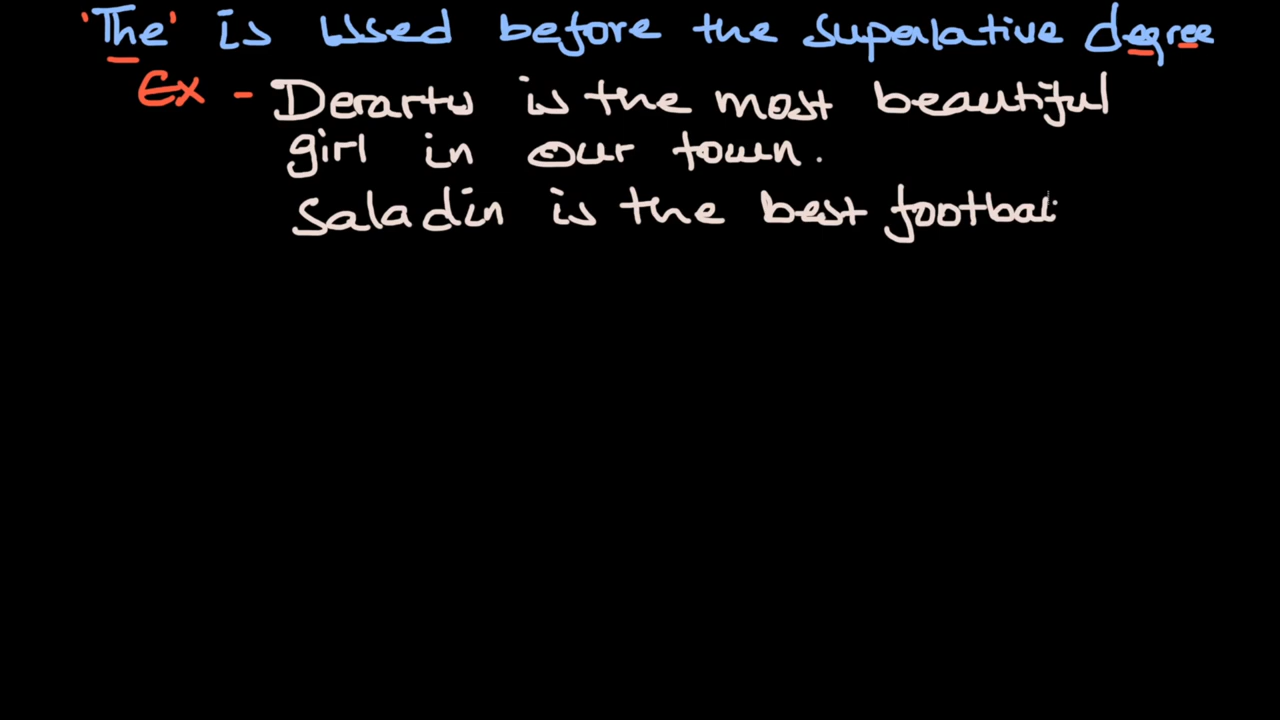 'The' is used before the superlative degree
Ex - Derartu is the most beautiful
girl in our town.
Saladin is the best footbal